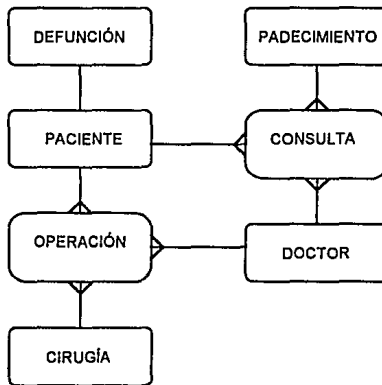 DEFUNCIÓN
PADECIMIENTO
PACIENTE
CONSULTA
OPERACIÓN
DOCTOR
CIRUGÍA